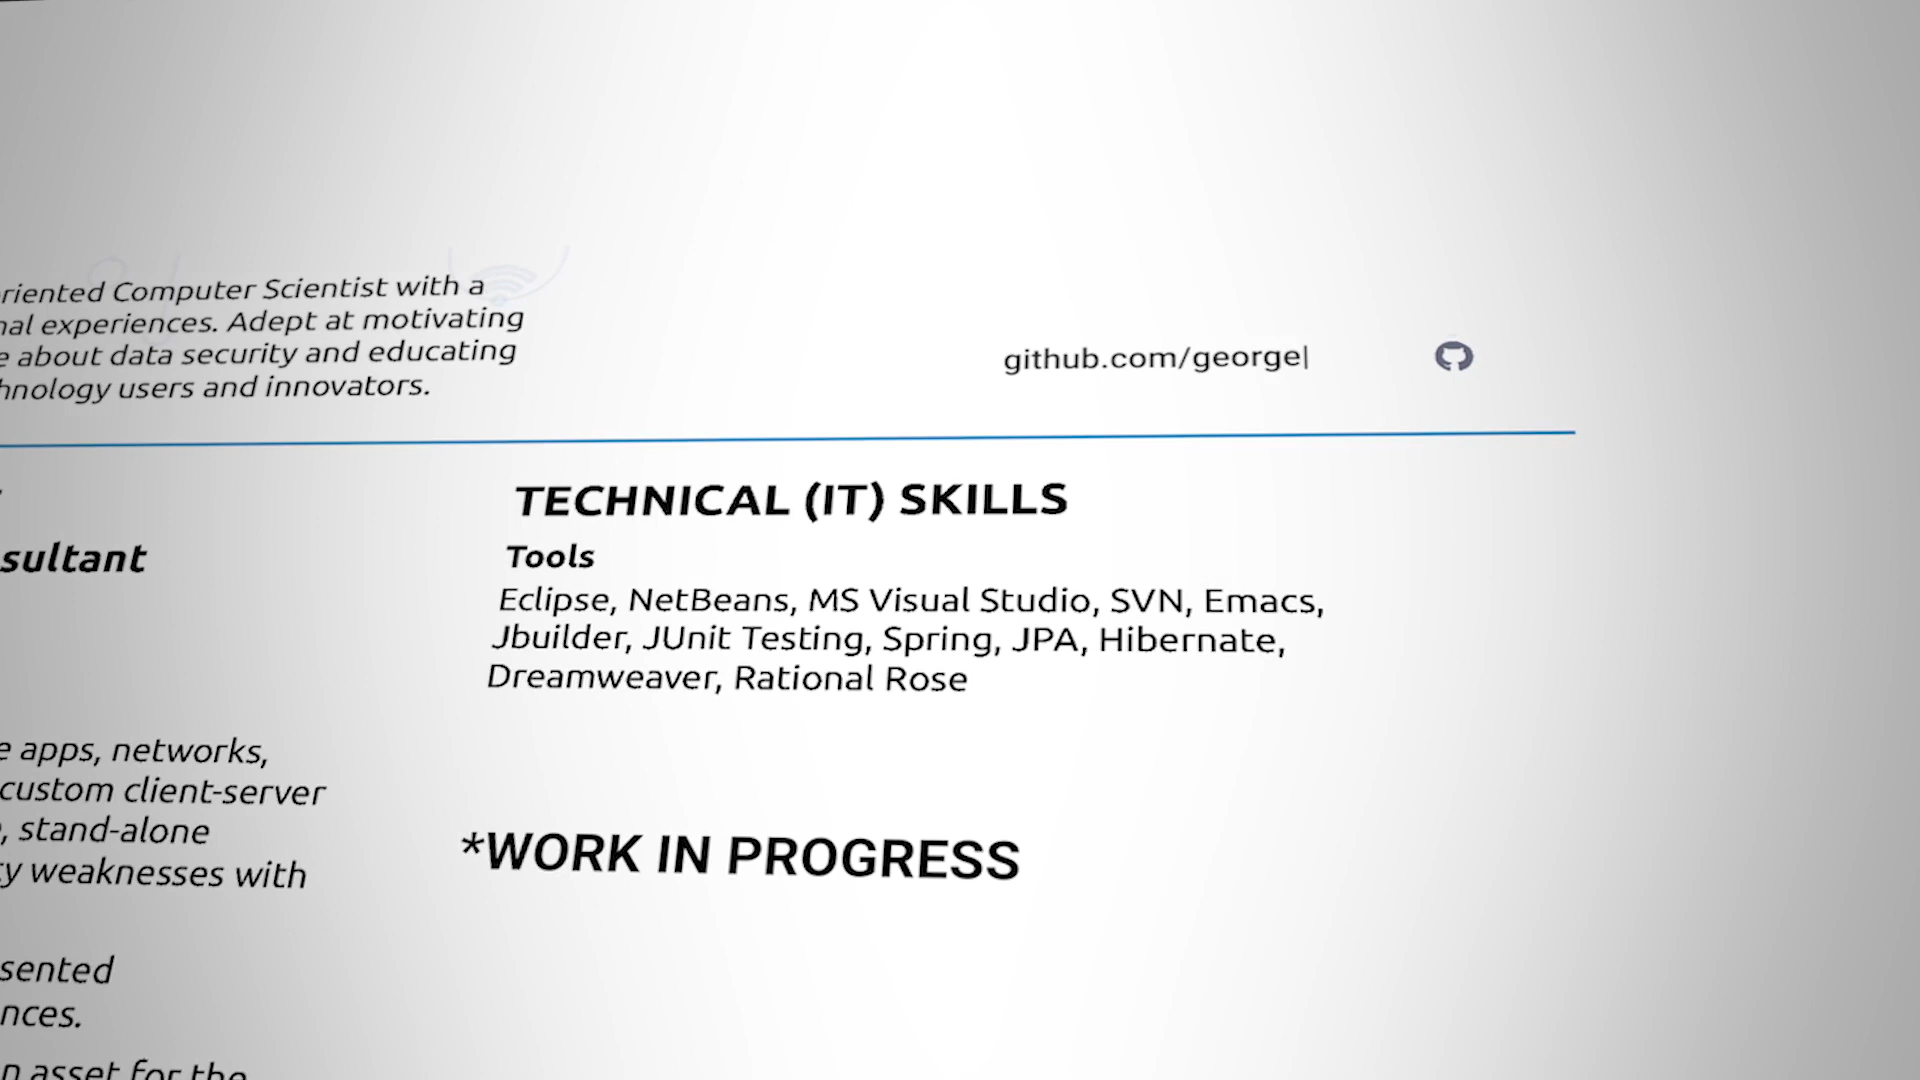 oriented Computer Scientist with a
nal experiences. Adept at motivating
e about data security and educating
hnology users and innovators.
github.com/george
TECHNICAL (IT) SKILLS
sultant
Tools
Eclipse, NetBeans, MS Visual Studio, SVN, Emacs,
Jbuilder, JUnit Testing, Spring, JPA, Hibernate,
Dreamweaver, Rational Rose
e apps, networks,
custom client-server
, stand-alone
ty weaknesses with
*WORK IN PROGRESS
sented
nces.
n asset for the